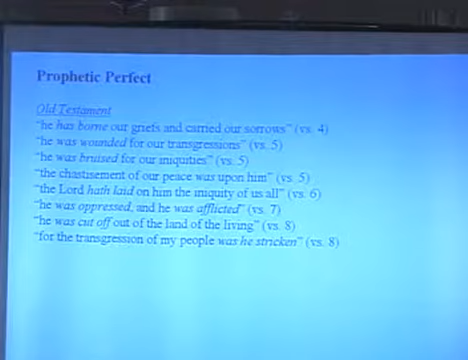 Prophetic Perfect
Old Testament
"he has borne our griefs and carried our sorrows" (vs. 4)
"he was wounded for our transgressions" (vs. 5)
"he was bruised for our iniquities" (vs. 5)
"the chastisement of our peace was upon him" (vs. 5)
"the Lord hath laid on him the iniquity of us all" (vs. 6)
"he was oppressed, and he was afflicted" (vs. 7)
"he was cut off out of the land of the living" (vs. 8)
"for the transgression of my people was he stricken" (vs. 8)